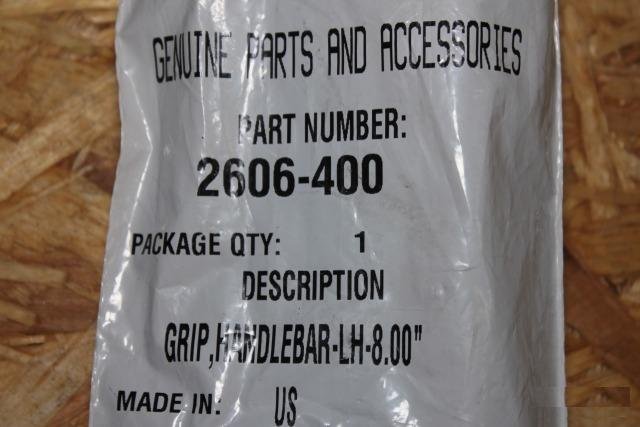 GENUINE PARTS AND ACCESSORIES
PART NUMBER:
2606-400
PACKAGE QTY: 1
DESCRIPTION
GRIP,HANDLEBAR-LH-8.00"
MADE IN: US